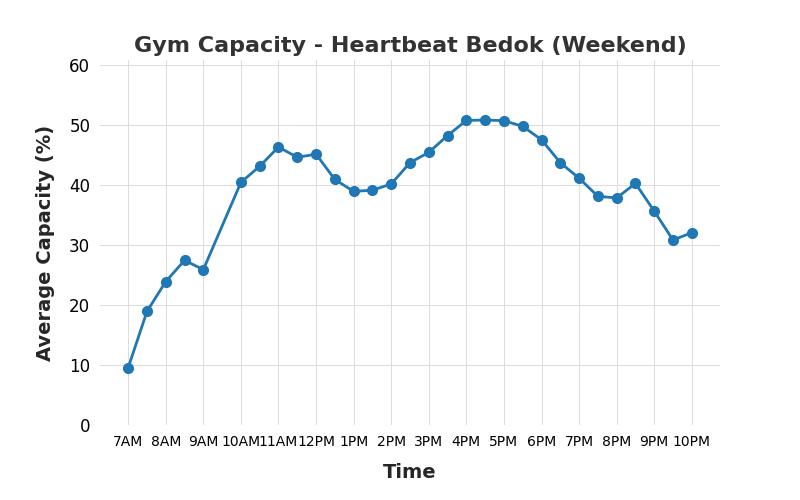 Gym Capacity - Heartbeat Bedok (Weekend)
60
50
40
30
20
10
0
Average Capacity (%)
7AM 8AM 9AM 10AM 11AM 12PM 1PM 2PM 3PM 4PM 5PM 6PM 7PM 8PM 9PM 10PM
Time